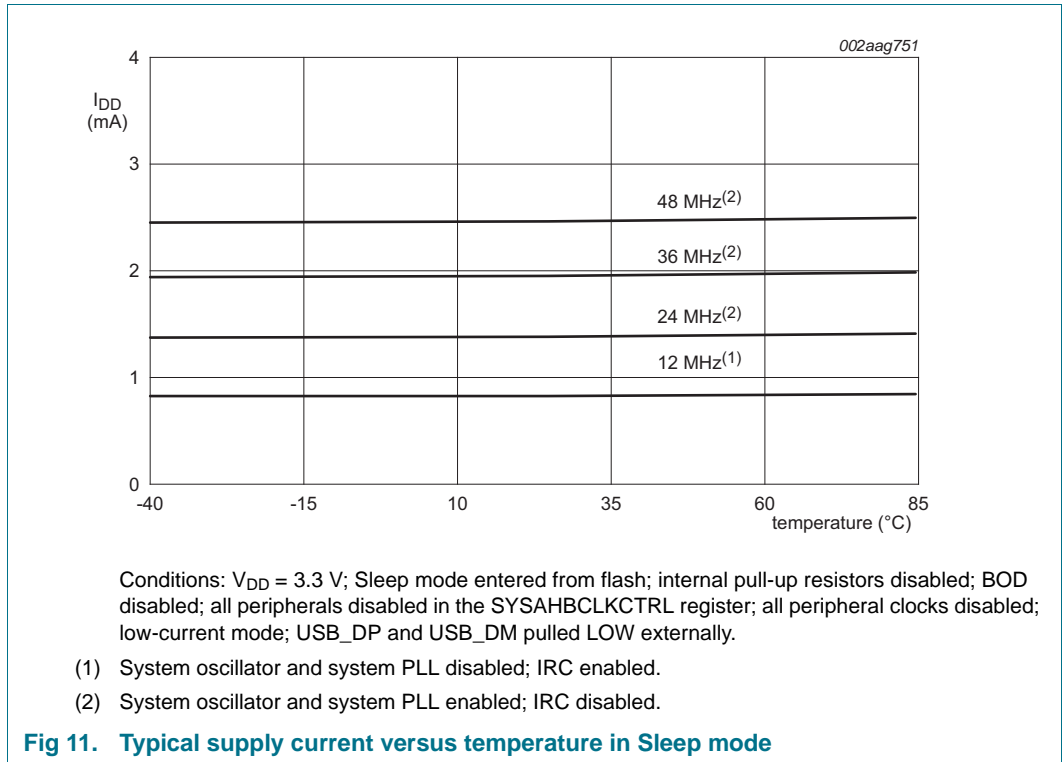 002aag751
4
I_DD
(mA)
3
48 MHz(2)
2
36 MHz(2)
24 MHz(2)
12 MHz(1)
1
0
-40 -15 10 35 60 85
temperature (°C)
Conditions: V_DD = 3.3 V; Sleep mode entered from flash; internal pull-up resistors disabled; BOD
disabled; all peripherals disabled in the SYSAHBCLKCTRL register; all peripheral clocks disabled;
low-current mode; USB_DP and USB_DM pulled LOW externally.
(1) System oscillator and system PLL disabled; IRC enabled.
(2) System oscillator and system PLL enabled; IRC disabled.
Fig 11. Typical supply current versus temperature in Sleep mode